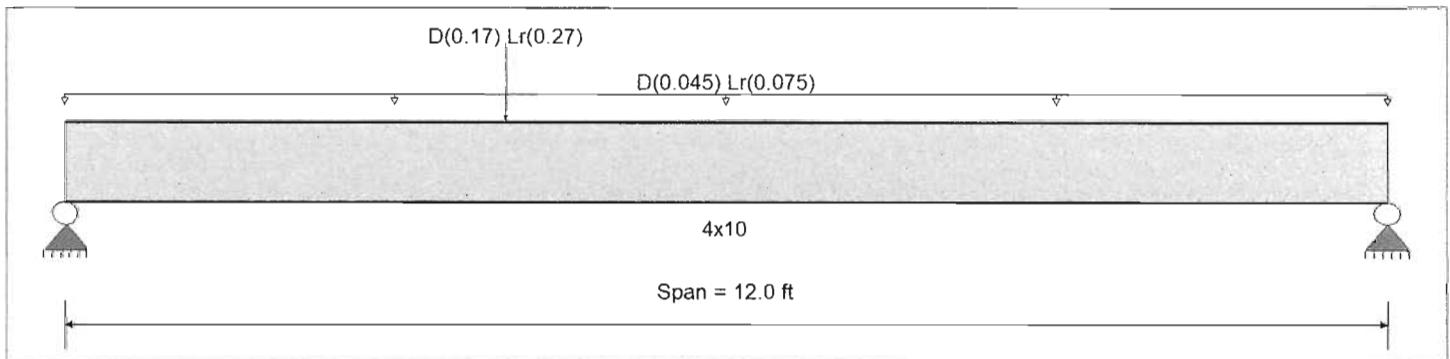 D(0.17) Lr(0.27)
D(0.045) Lr(0.075)
4x10
Span = 12.0 ft